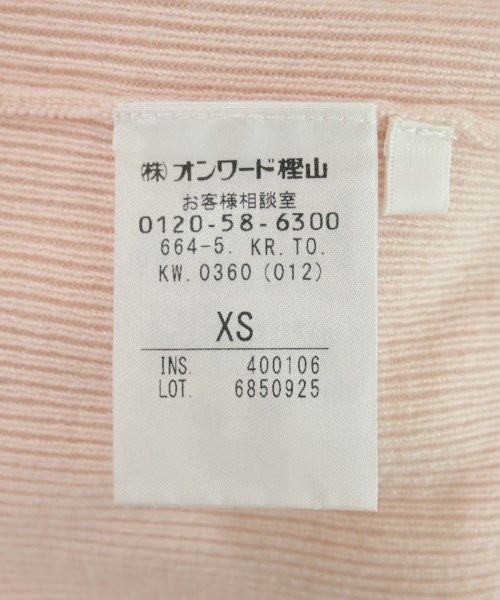 ㈱オンワード樫山
お客様相談室
0120-58-6300
664-5. KR.TO.
KW.0360(012)
XS
INS. 400106
LOT. 6850925